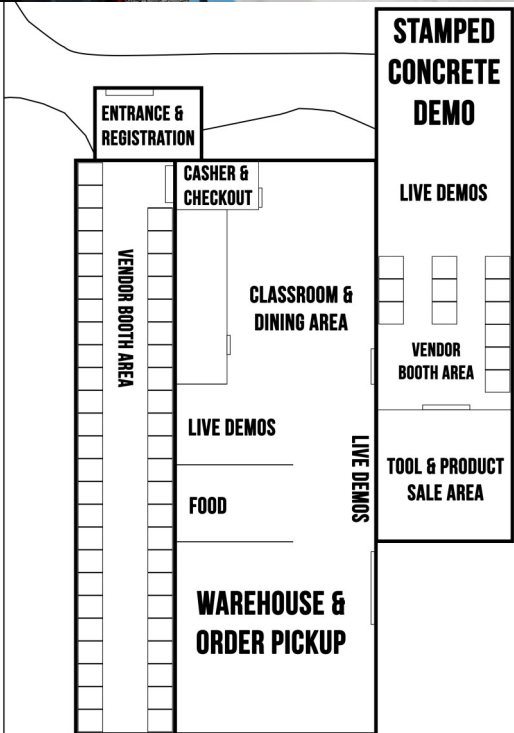 STAMPED
CONCRETE
DEMO
ENTRANCE &
REGISTRATION
CASHER &
CHECKOUT
LIVE DEMOS
VENDOR BOOTH AREA
CLASSROOM &
DINING AREA
VENDOR
BOOTH AREA
LIVE DEMOS
LIVE DEMOS
TOOL & PRODUCT
SALE AREA
FOOD
WAREHOUSE &
ORDER PICKUP